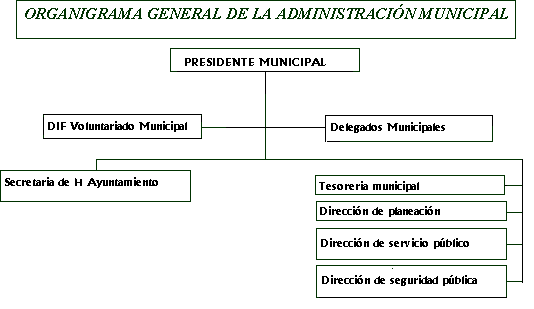 ORGANIGRAMA GENERAL DE LA ADMINISTRACIÓN MUNICIPAL
PRESIDENTE MUNICIPAL
DIF Voluntariado Municipal
Delegados Municipales
Secretaria de H Ayuntamiento
Tesoreria municipal
Dirección de planeación
Dirección de servicio público
Dirección de seguridad pública